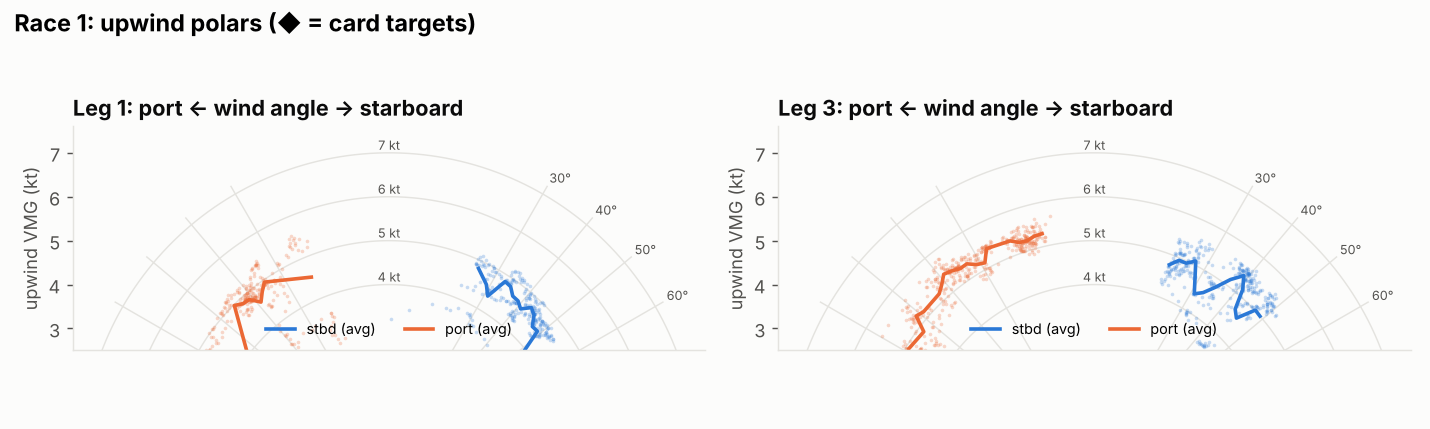 Race 1: upwind polars (◆ = card targets)
Leg 1: port ← wind angle → starboard
upwind VMG (kt)
7
6
5
4
3
7 kt
6 kt
5 kt
4 kt
30°
40°
50°
60°
stbd (avg)
port (avg)
Leg 3: port ← wind angle → starboard
upwind VMG (kt)
7
6
5
4
3
7 kt
6 kt
5 kt
4 kt
30°
40°
50°
60°
stbd (avg)
port (avg)